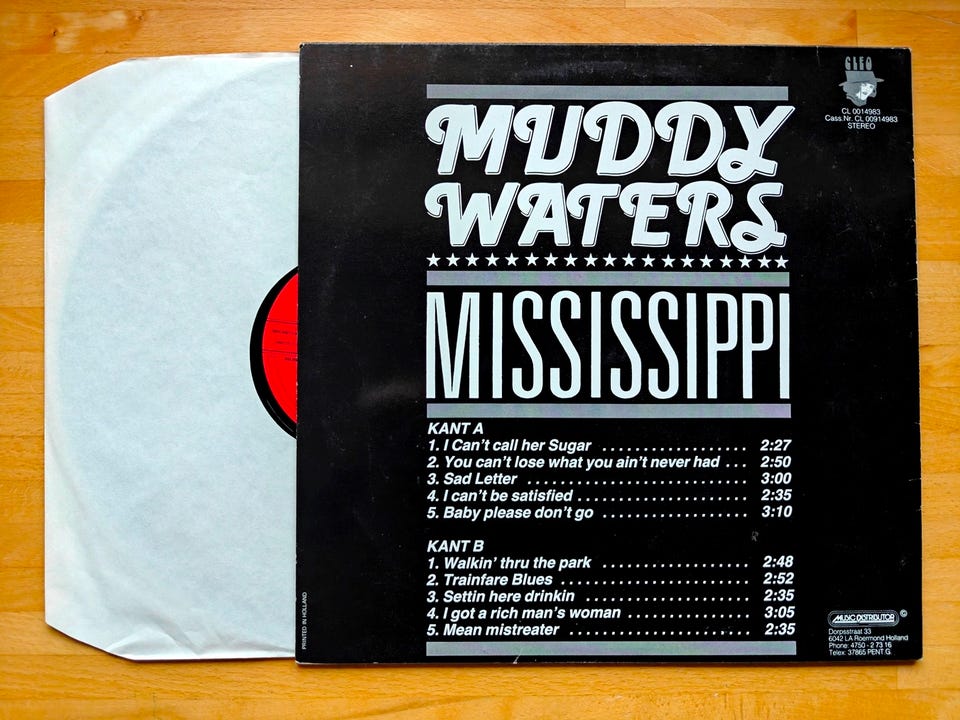 CLEO
CL 0014983
Cass.Nr. CL 00914983
STEREO
MUDDY
WATERS
MISSISSIPPI
KANT A
1. I Can't call her Sugar .................. 2:27
2. You can't lose what you ain't never had ... 2:50
3. Sad Letter .......................... 3:00
4. I can't be satisfied ..................... 2:35
5. Baby please don't go .................. 3:10
KANT B
1. Walkin' thru the park .................. 2:48
2. Trainfare Blues ....................... 2:52
3. Settin here drinkin ..................... 2:35
4. I got a rich man's woman ............... 3:05
5. Mean mistreater ...................... 2:35
PRINTED IN HOLLAND
MUSIC DISTRIBUTOR ©
Dorpsstraat 33
6042 LA Roermond Holland
Phone: 4750 - 2 73 16
Telex: 37865 PENT G.